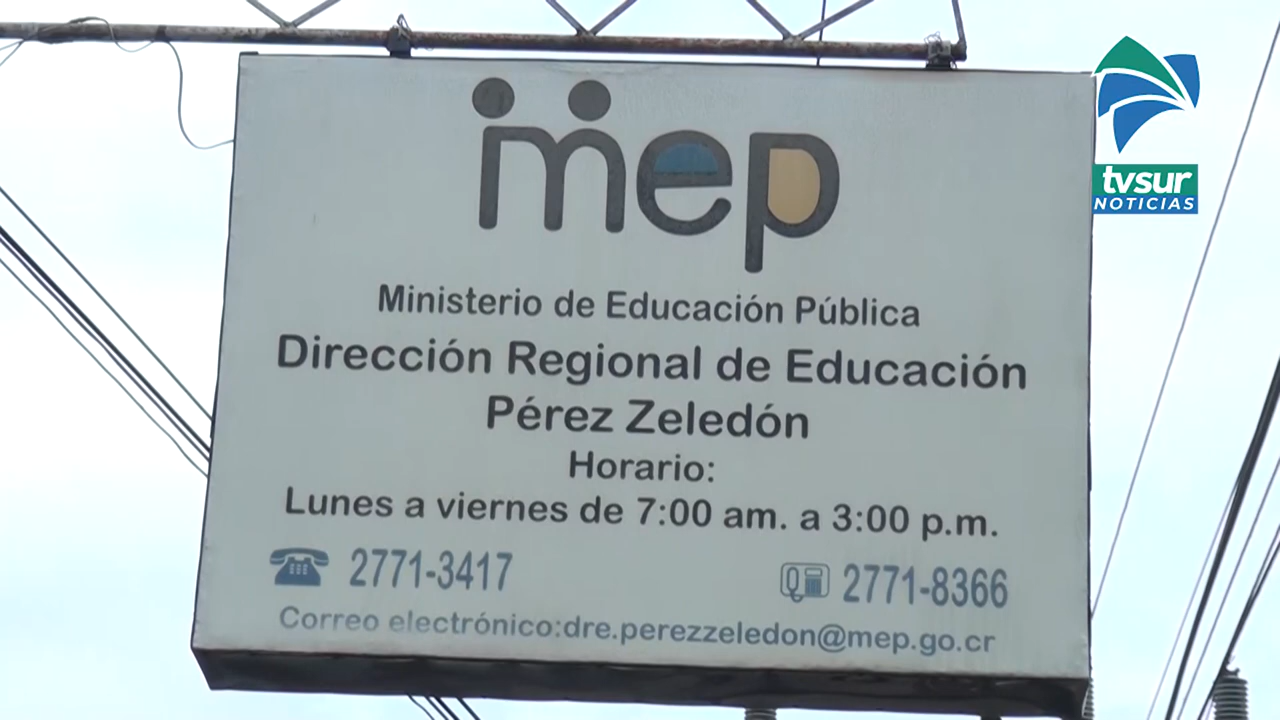 mep
Ministerio de Educación Pública
Dirección Regional de Educación
Pérez Zeledón
Horario:
Lunes a viernes de 7:00 am. a 3:00 p.m.
2771-3417 2771-8366
Correo electrónico:dre.perezzeledon@mep.go.cr
tvsur
NOTICIAS